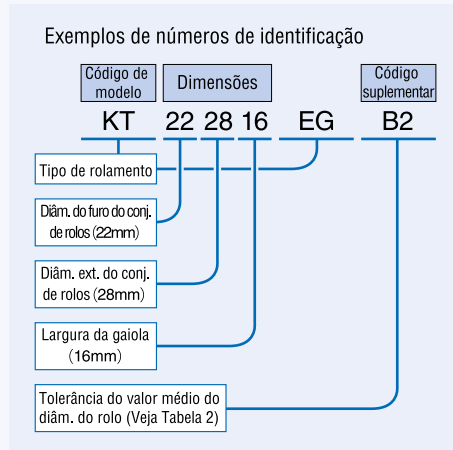 Exemplos de números de identificação
Código de
modelo
Dimensões
Código
suplementar
KT 22 28 16 EG B2
Tipo de rolamento
Diâm. do furo do conj.
de rolos (22mm)
Diâm. ext. do conj.
de rolos (28mm)
Largura da gaiola
(16mm)
Tolerância do valor médio do
diâm. do rolo (Veja Tabela 2)